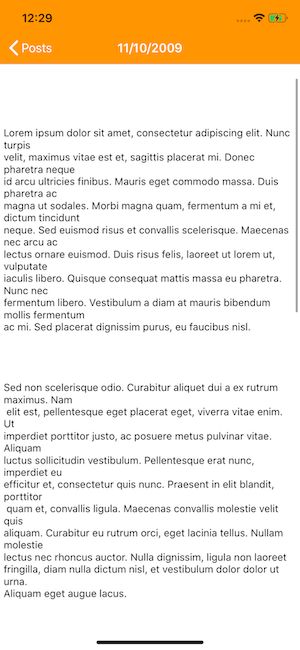 12:29
Posts
11/10/2009
Lorem ipsum dolor sit amet, consectetur adipiscing elit. Nunc
turpis
velit, maximus vitae est et, sagittis placerat mi. Donec
pharetra neque
id arcu ultricies finibus. Mauris eget commodo massa. Duis
pharetra ac
magna ut sodales. Morbi magna quam, fermentum a mi et,
dictum tincidunt
neque. Sed euismod risus et convallis scelerisque. Maecenas
nec arcu ac
lectus ornare euismod. Duis risus felis, laoreet ut lorem ut,
vulputate
iaculis libero. Quisque consequat mattis massa eu pharetra.
Nunc nec
fermentum libero. Vestibulum a diam at mauris bibendum
mollis fermentum
ac mi. Sed placerat dignissim purus, eu faucibus nisl.
Sed non scelerisque odio. Curabitur aliquet dui a ex rutrum
maximus. Nam
elit est, pellentesque eget placerat eget, viverra vitae enim.
Ut
imperdiet porttitor justo, ac posuere metus pulvinar vitae.
Aliquam
luctus sollicitudin vestibulum. Pellentesque erat nunc,
imperdiet eu
efficitur et, consectetur quis nunc. Praesent in elit blandit,
porttitor
quam et, convallis ligula. Maecenas convallis molestie velit
quis
aliquam. Curabitur eu rutrum orci, eget lacinia tellus. Nullam
molestie
lectus nec rhoncus auctor. Nulla dignissim, ligula non laoreet
fringilla, diam nulla dictum nisl, et vestibulum dolor dolor ut
urna.
Aliquam eget augue lacus.